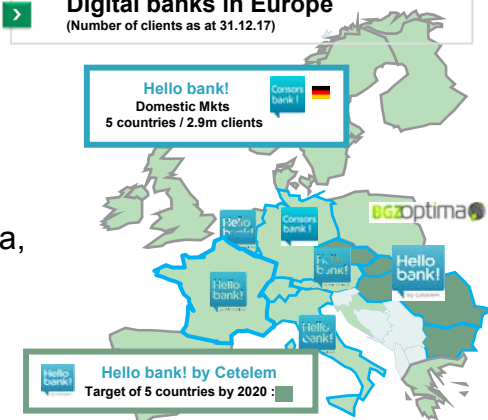 Digital banks in Europe
(Number of clients as at 31.12.17)
Hello bank!
Domestic Mkts
5 countries / 2.9m clients
Consors
bank!
BGZOptima
a,
Hello
bank!
Consors
bank!
Hello
bank!
Hello
bank!
by Cetelem
Hello
bank!
Hello
bank!
Hello
bank!
Hello bank! by Cetelem
Target of 5 countries by 2020 :